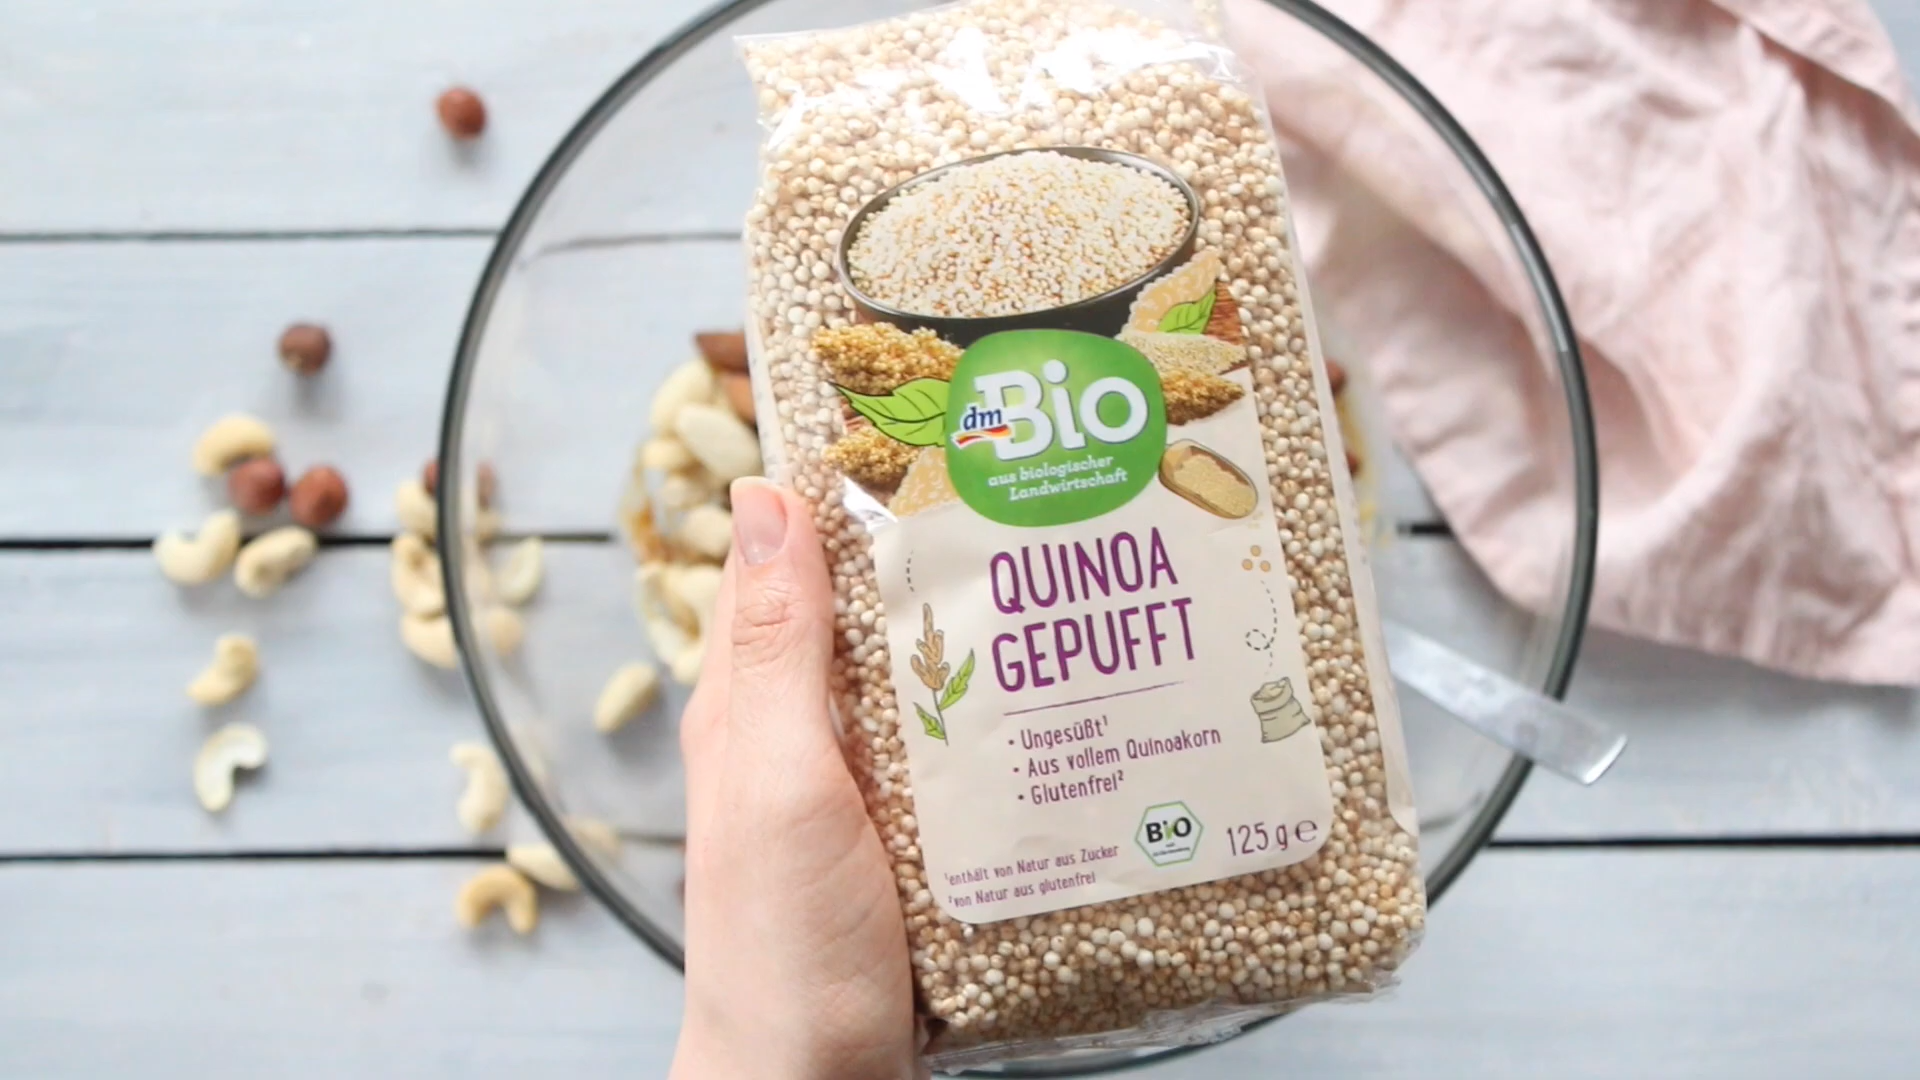 dm
Bio
aus biologischer
Landwirtschaft
QUINOA
GEPUFFT
• Ungesüßt¹
• Aus vollem Quinoakorn
• Glutenfrei²
BIO
125 g ℮
¹enthält von Natur aus Zucker
²von Natur aus glutenfrei